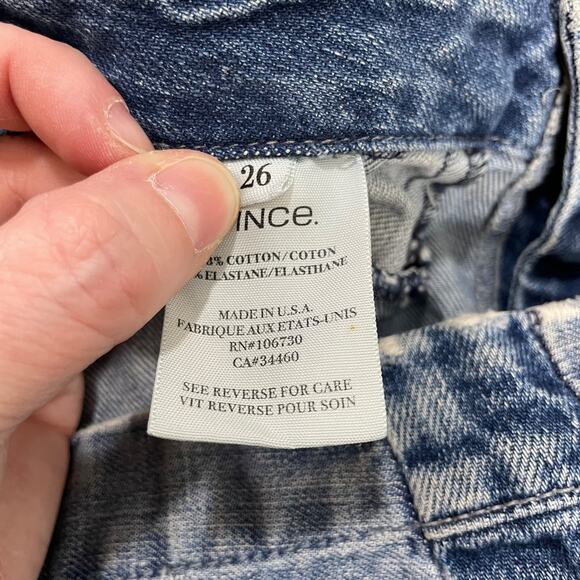 26
INCE.
% COTTON/COTON
% ELASTANE/ELASTHANE
MADE IN U.S.A.
FABRIQUE AUX ETATS-UNIS
RN#106730
CA#34460
SEE REVERSE FOR CARE
VIT REVERSE POUR SOIN